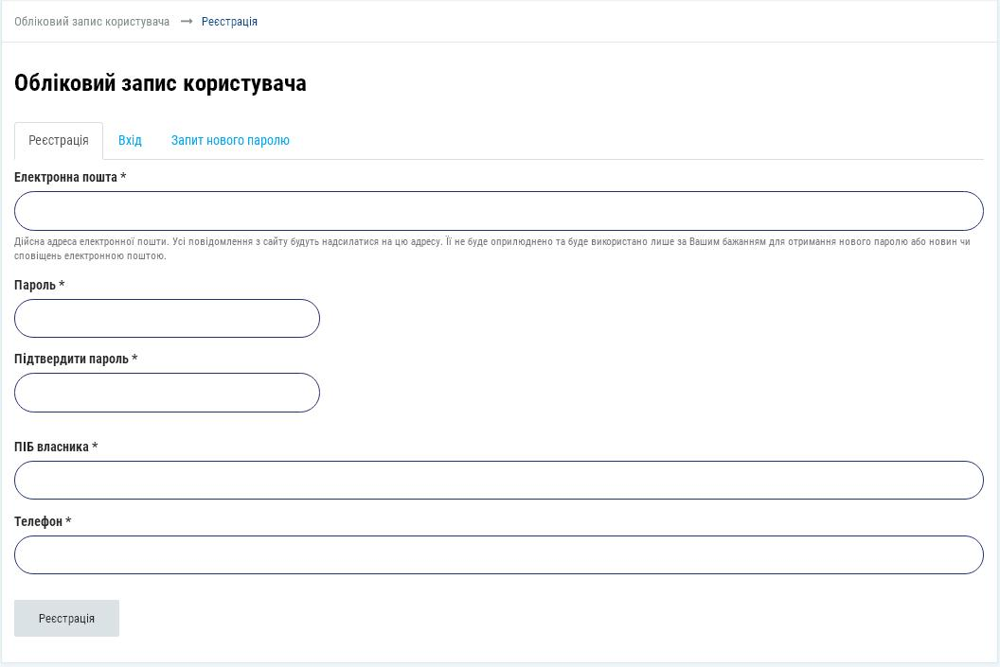 Обліковий запис користувача → Реєстрація
Обліковий запис користувача
Реєстрація Вхід Запит нового паролю
Електронна пошта *
Дійсна адреса електронної пошти. Усі повідомлення з сайту будуть надсилатися на цю адресу. Її не буде оприлюднено та буде використано лише за Вашим бажанням для отримання нового паролю або новин чи
сповіщень електронною поштою.
Пароль *
Підтвердити пароль *
ПІБ власника *
Телефон *
Реєстрація